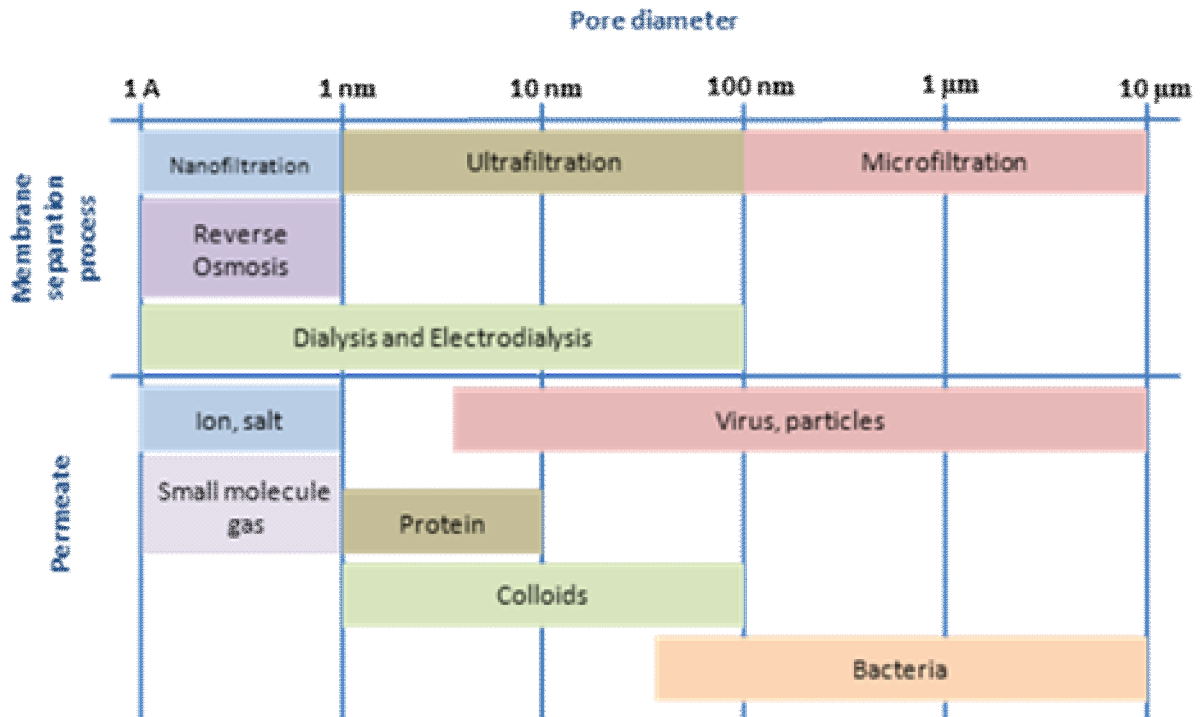 Pore diameter
1 A 1 nm 10 nm 100 nm 1 µm 10 µm
Membrane
separation
process
Nanofiltration Ultrafiltration Microfiltration
Reverse
Osmosis
Dialysis and Electrodialysis
Permeate
Ion, salt Virus, particles
Small molecule
gas
Protein
Colloids
Bacteria